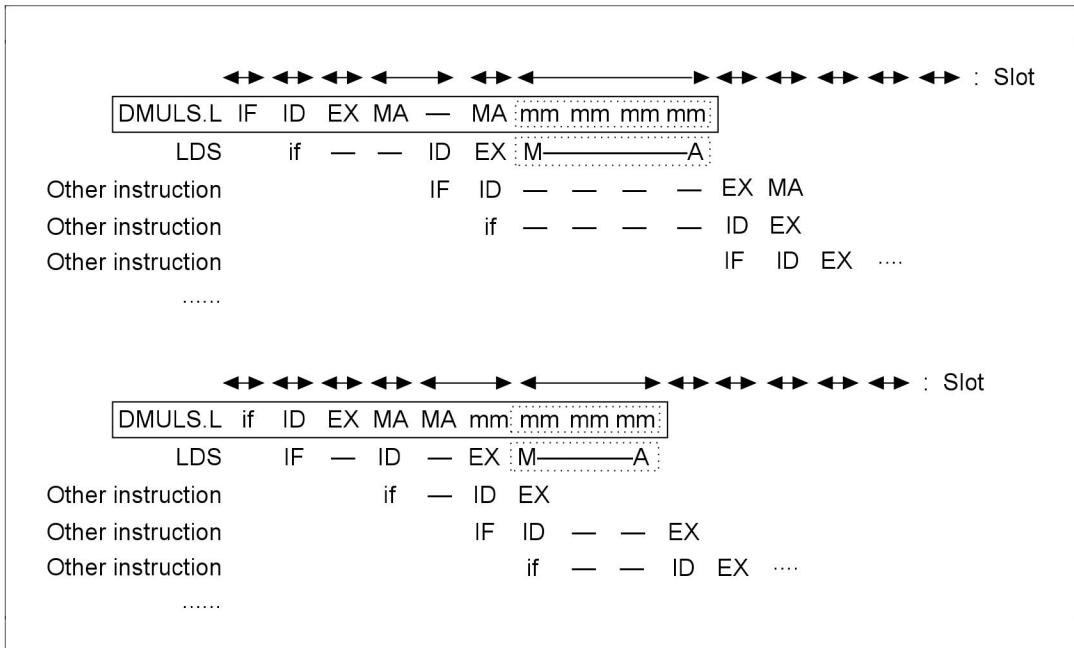 : Slot
DMULS.L IF ID EX MA — MA mm mm mm mm
LDS if — — ID EX M———A
Other instruction IF ID — — — — EX MA
Other instruction if — — — — ID EX
Other instruction IF ID EX ....
......
: Slot
DMULS.L if ID EX MA MA mm mm mm mm
LDS IF — ID — EX M———A
Other instruction if — ID EX
Other instruction IF ID — — EX
Other instruction if — — ID EX ....
......